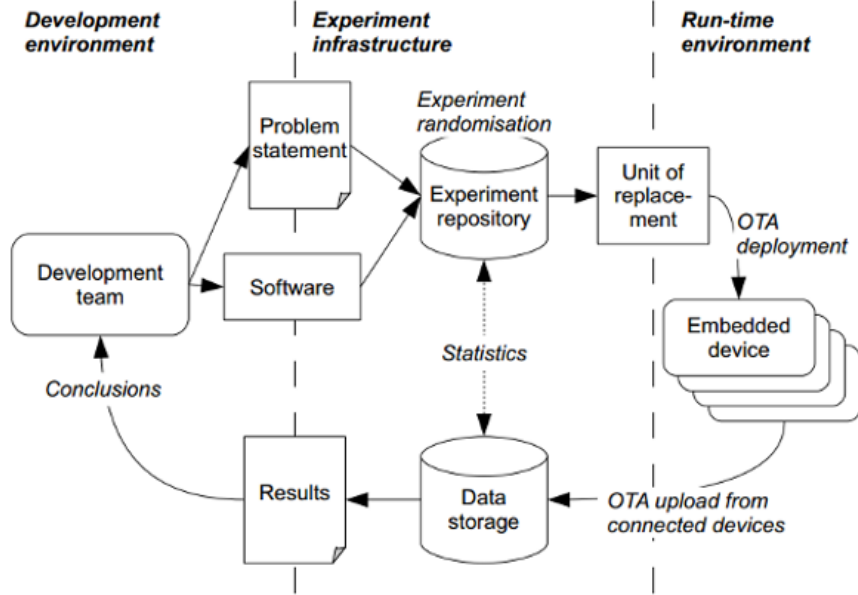 Development
environment
Experiment
infrastructure
Run-time
environment
Problem
statement
Experiment
randomisation
Experiment
repository
Unit of
replace-
ment
OTA
deployment
Development
team
Software
Embedded
device
Statistics
Conclusions
Results
Data
storage
OTA upload from
connected devices